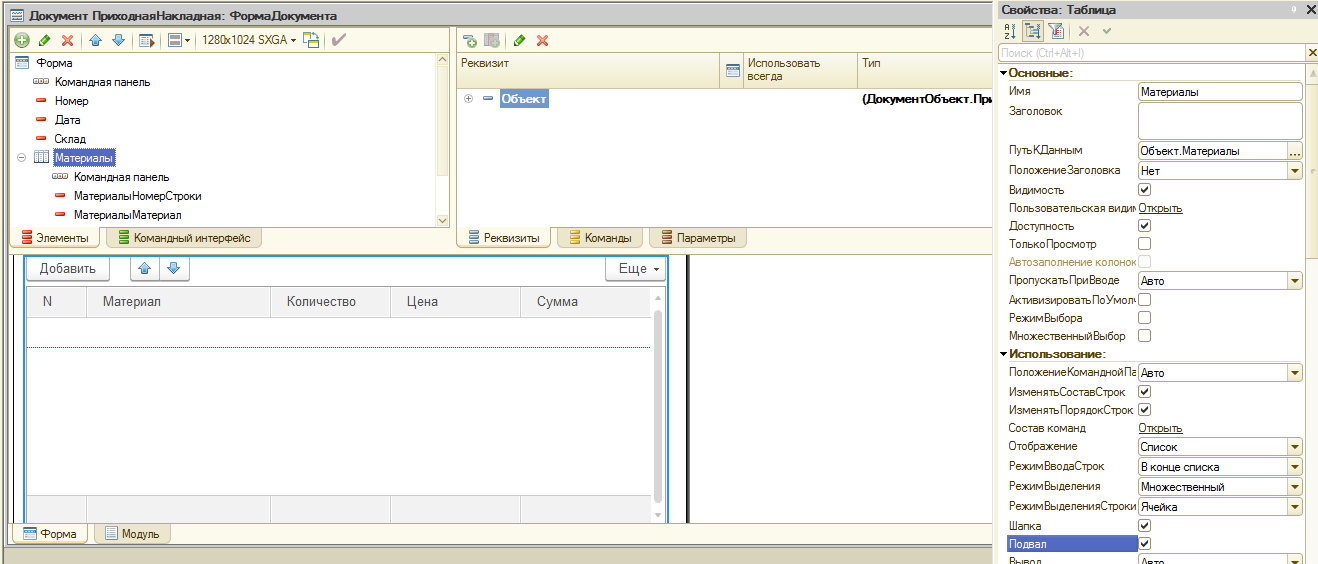 Документ ПриходнаяНакладная: ФормаДокумента
1280x1024 SXGA
Форма
Командная панель
Номер
Дата
Склад
Материалы
Командная панель
МатериалыНомерСтроки
МатериалыМатериал
Элементы
Командный интерфейс
Реквизит
Использовать
всегда
Тип
Объект
(ДокументОбъект.При
Реквизиты
Команды
Параметры
Добавить
Еще
N
Материал
Количество
Цена
Сумма
Форма
Модуль
Свойства: Таблица
Поиск (Ctrl+Alt+I)
Основные:
Имя
Материалы
Заголовок
ПутьКДанным
Объект.Материалы
...
ПоложениеЗаголовка
Нет
Видимость
Пользовательская видим
Открыть
Доступность
ТолькоПросмотр
Автозаполнение колонок
ПропускатьПриВводе
Авто
АктивизироватьПоУмолч
РежимВыбора
МножественныйВыбор
Использование:
ПоложениеКоманднойПа
Авто
ИзменятьСоставСтрок
ИзменятьПорядокСтрок
Состав команд
Открыть
Отображение
Список
РежимВводаСтрок
В конце списка
РежимВыделения
Множественный
РежимВыделенияСтроки
Ячейка
Шапка
Подвал
Вывод
Авто